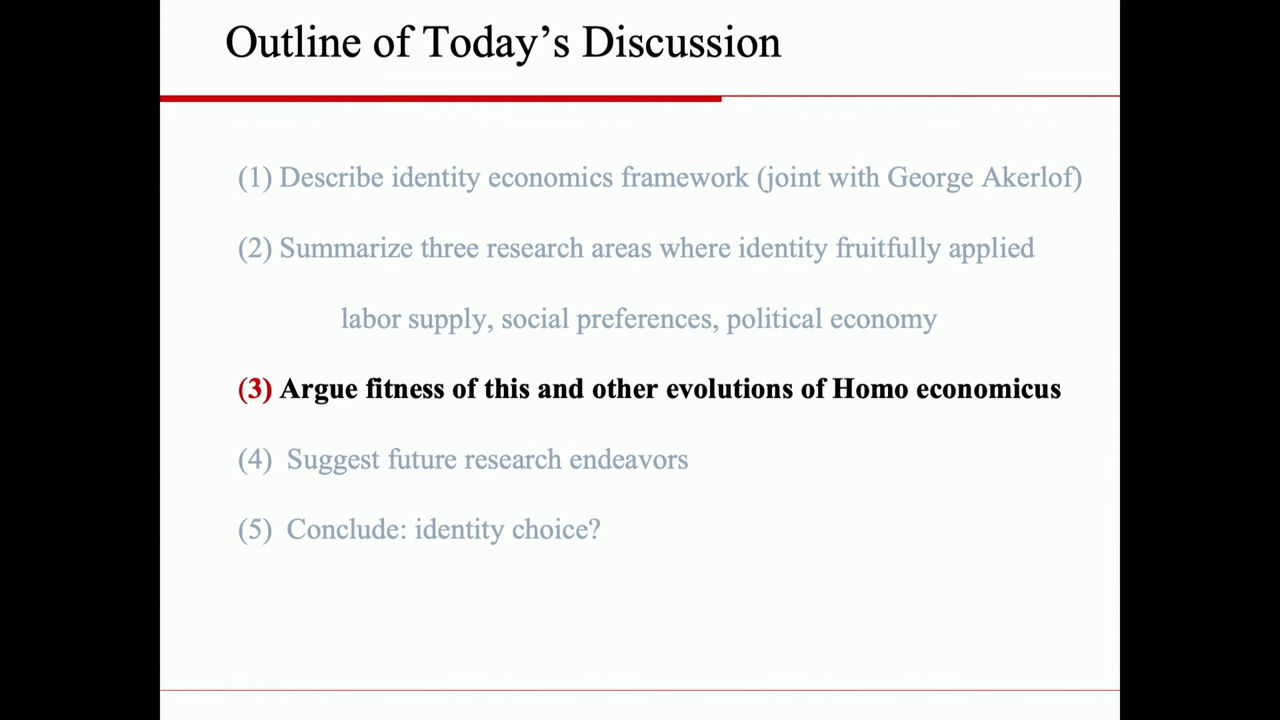 Outline of Today’s Discussion
(1) Describe identity economics framework (joint with George Akerlof)
(2) Summarize three research areas where identity fruitfully applied
labor supply, social preferences, political economy
(3) Argue fitness of this and other evolutions of Homo economicus
(4) Suggest future research endeavors
(5) Conclude: identity choice?